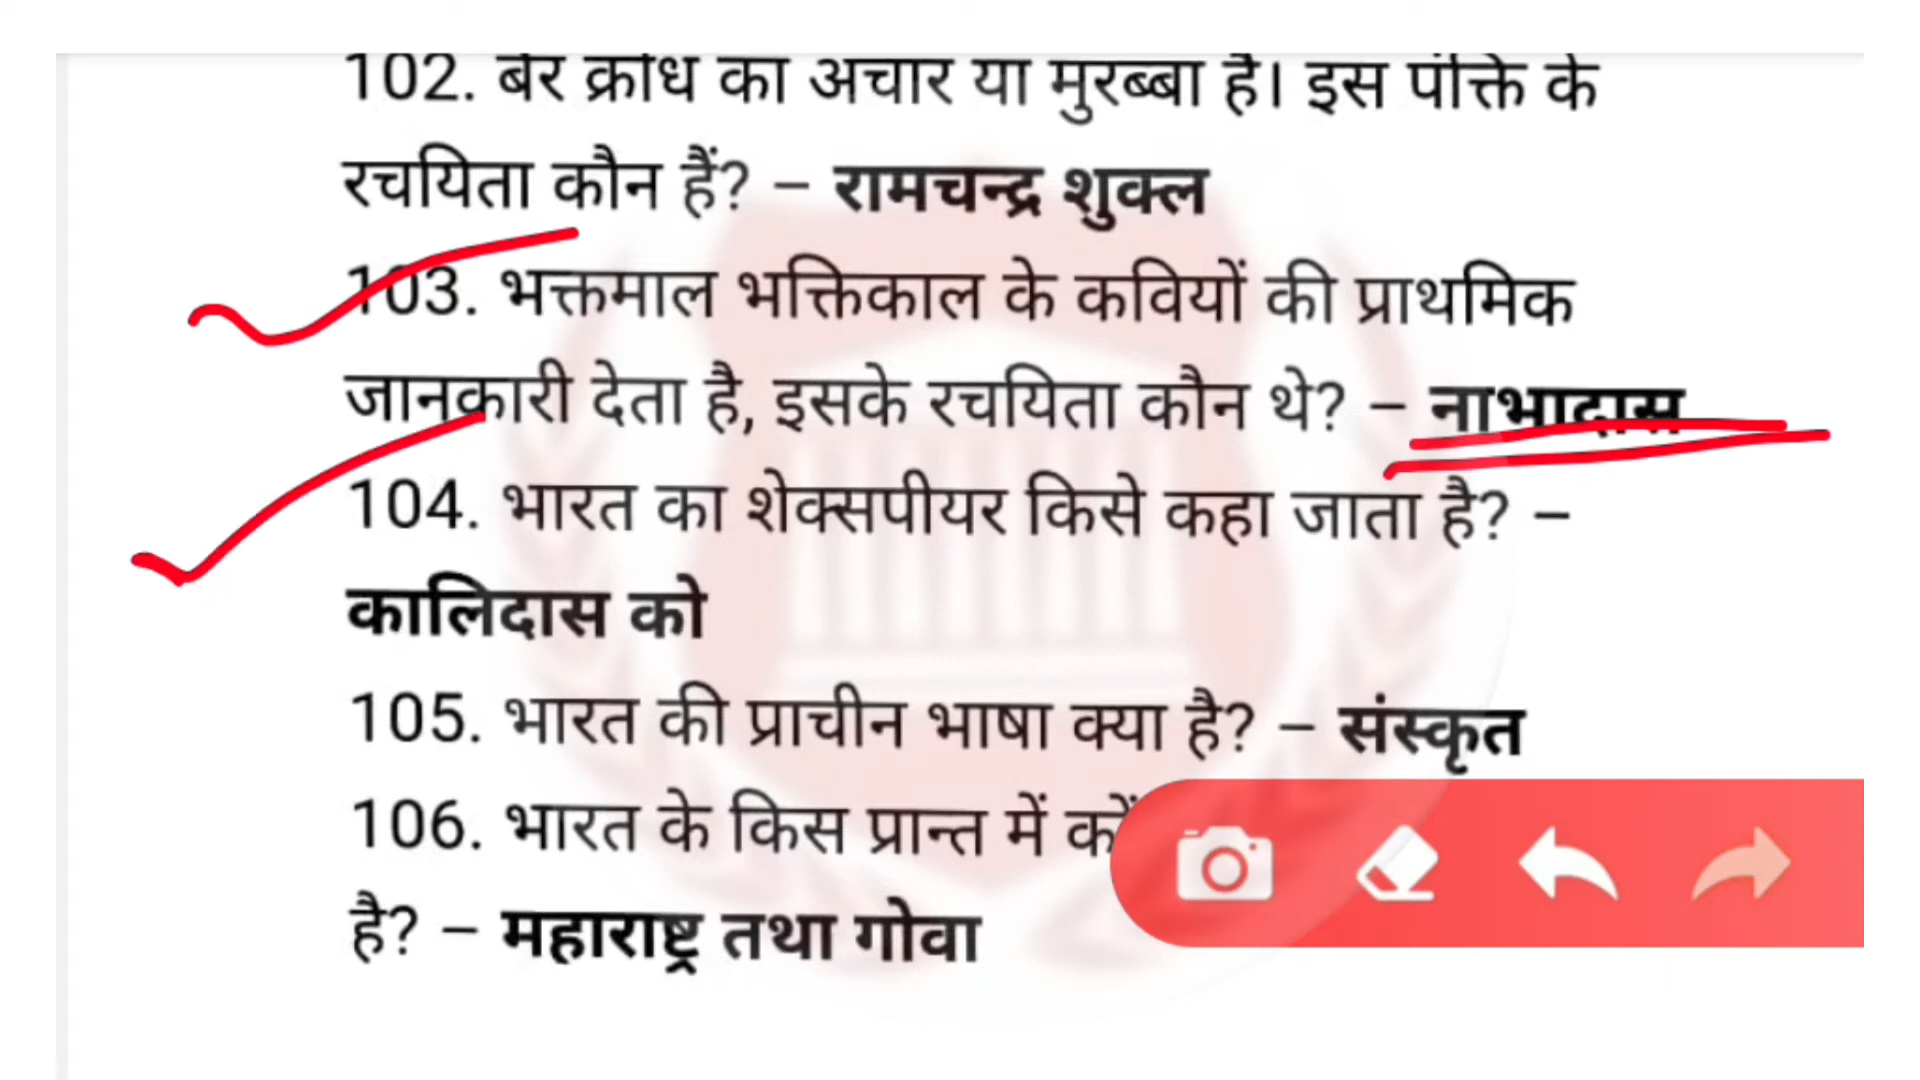 102. बैर क्रोध का अचार या मुरब्बा है। इस पंक्ति के
रचयिता कौन हैं? – रामचन्द्र शुक्ल
103. भक्तमाल भक्तिकाल के कवियों की प्राथमिक
जानकारी देता है, इसके रचयिता कौन थे? – नाभादास
104. भारत का शेक्सपीयर किसे कहा जाता है? –
कालिदास को
105. भारत की प्राचीन भाषा क्या है? – संस्कृत
106. भारत के किस प्रान्त में
है? – महाराष्ट्र तथा गोवा